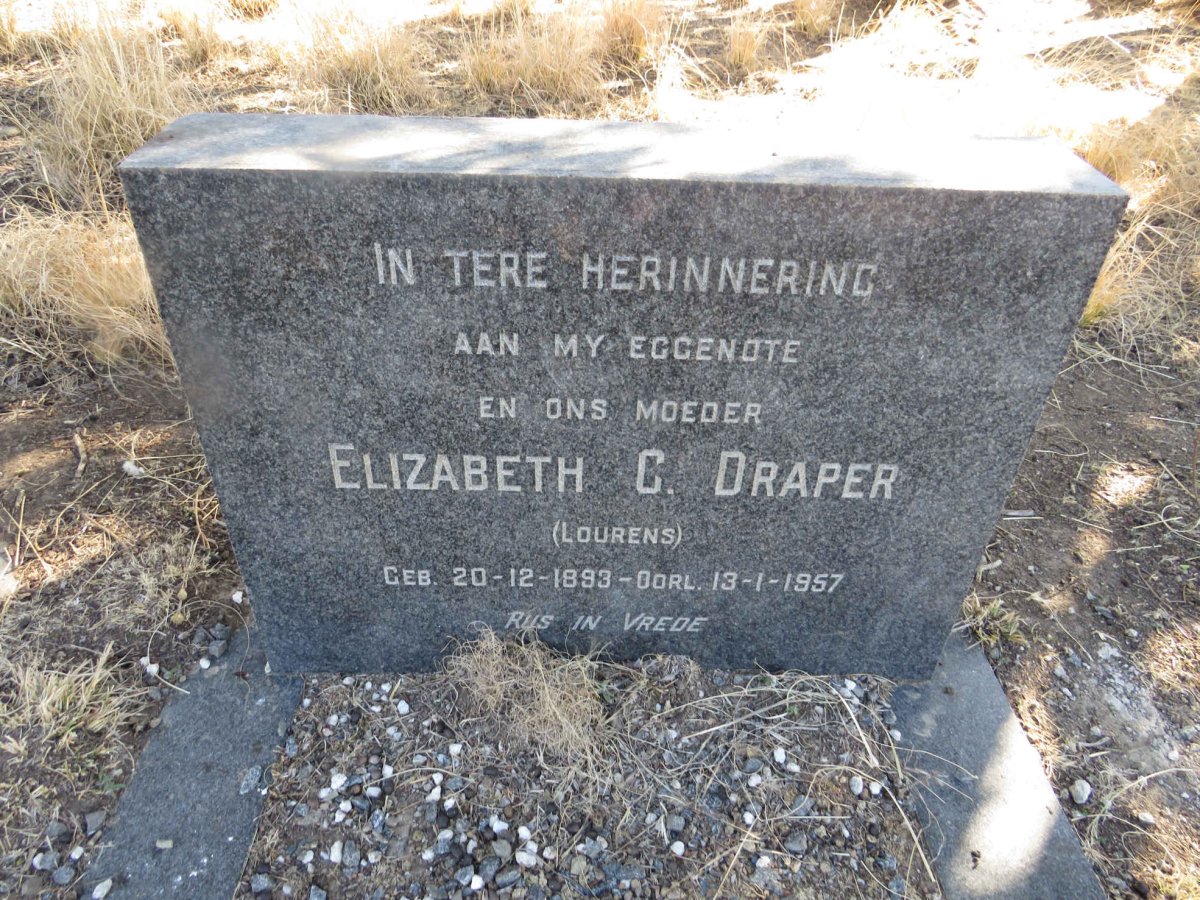 IN TERE HERINNERING
AAN MY EGGENOTE
EN ONS MOEDER
ELIZABETH C. DRAPER
(LOURENS)
GEB. 20-12-1893-OORL. 13-1-1957
RUS IN VREDE